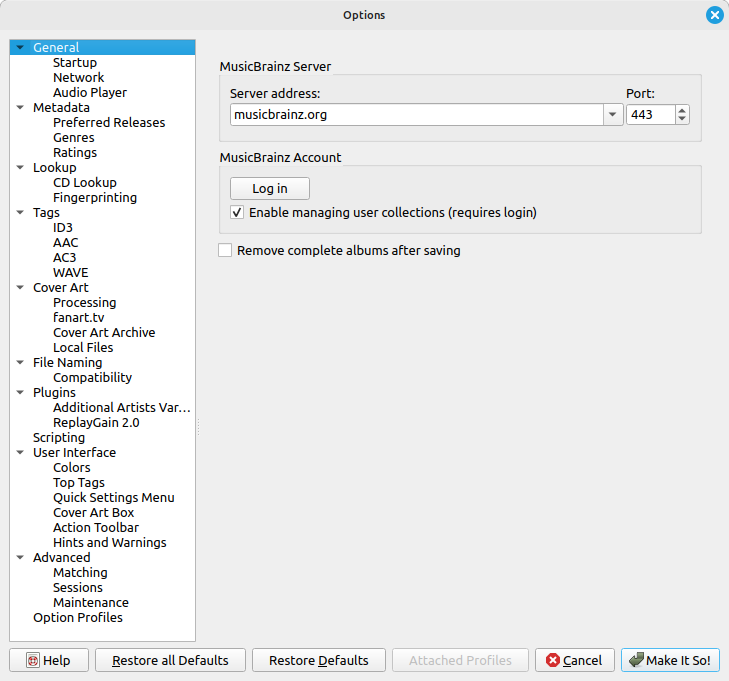 Options
General
Startup
Network
Audio Player
Metadata
Preferred Releases
Genres
Ratings
Lookup
CD Lookup
Fingerprinting
Tags
ID3
AAC
AC3
WAVE
Cover Art
Processing
fanart.tv
Cover Art Archive
Local Files
File Naming
Compatibility
Plugins
Additional Artists Var...
ReplayGain 2.0
Scripting
User Interface
Colors
Top Tags
Quick Settings Menu
Cover Art Box
Action Toolbar
Hints and Warnings
Advanced
Matching
Sessions
Maintenance
Option Profiles
MusicBrainz Server
Server address: Port:
musicbrainz.org 443
MusicBrainz Account
Log in
Enable managing user collections (requires login)
Remove complete albums after saving
Help Restore all Defaults Restore Defaults Attached Profiles Cancel Make It So!